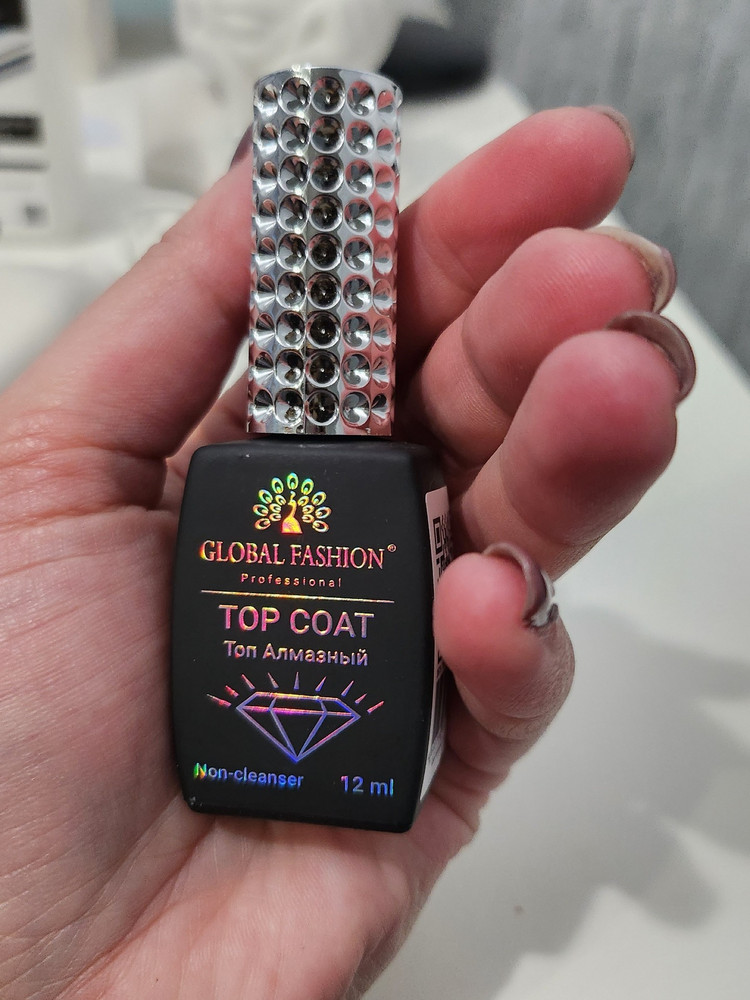 GLOBAL FASHION®
Professional
TOP COAT
Топ Алмазный
Non-cleanser 12 ml